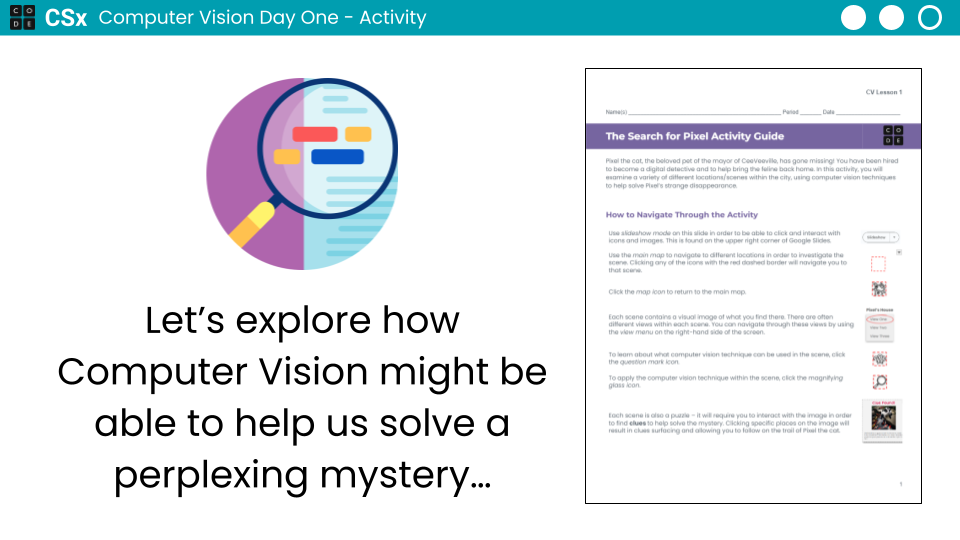 C O
D E
CSx Computer Vision Day One - Activity
Let's explore how
Computer Vision might be
able to help us solve a
perplexing mystery...
CV Lesson 1
Name(s) ____ Period ____ Date ____
The Search for Pixel Activity Guide
C O
D E
Pixel the cat, the beloved pet of the mayor of CeeVeeville, has gone missing! You have been hired
to become a digital detective and to help bring the feline back home. In this activity, you will
examine a variety of different locations/scenes within the city, using computer vision techniques
to help solve Pixel's strange disappearance.
How to Navigate Through the Activity
Use slideshow mode on this slide in order to be able to click and interact with
icons and images. This is found on the upper right corner of Google Slides.
Slideshow
Use the main map to navigate to different locations in order to investigate the
scene. Clicking any of the icons with the red dashed border will navigate you to
that scene.
Click the map icon to return to the main map.
Each scene contains a visual image of what you find there. There are often
different views within each scene. You can navigate through these views by using
the view menu on the right-hand side of the screen.
Pixel's House
View One
View Two
View Three
To learn about what computer vision technique can be used in the scene, click
the question mark icon.
To apply the computer vision technique within the scene, click the magnifying
glass icon.
Each scene is also a puzzle – it will require you to interact with the image in order
to find clues to help solve the mystery. Clicking specific places on the image will
result in clues surfacing and allowing you to follow on the trail of Pixel the cat.
Clue Found!
1